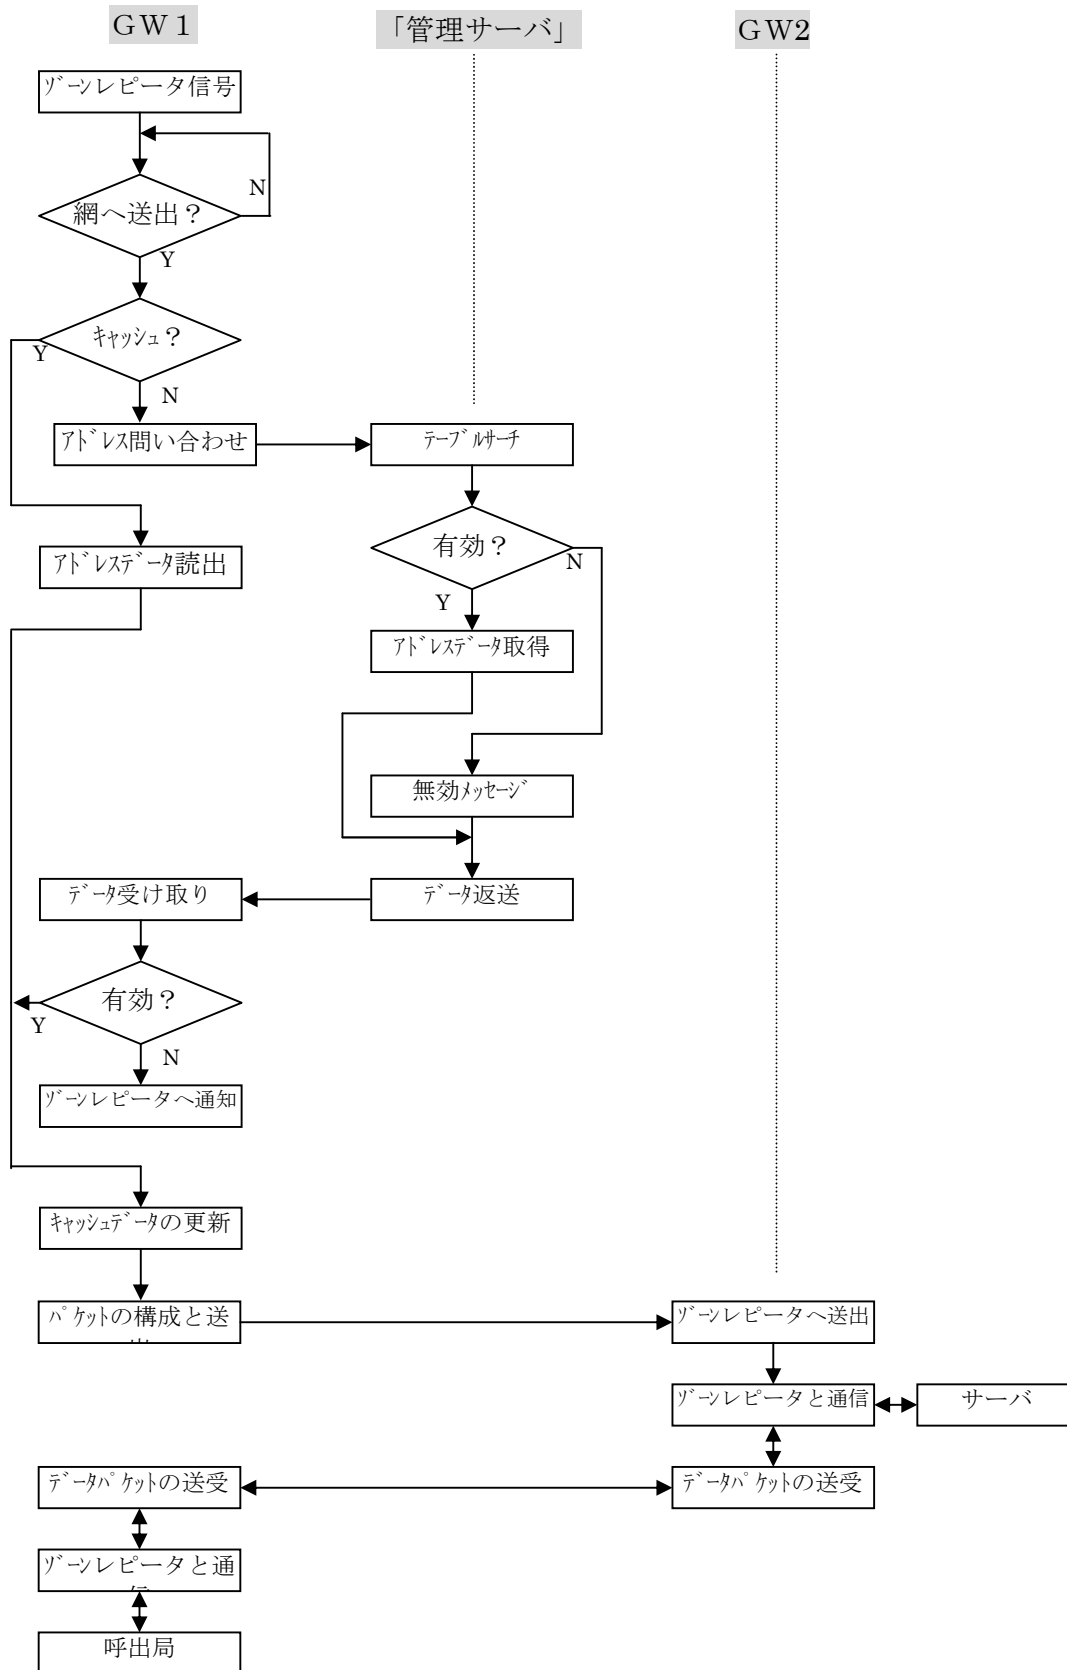 ＧＷ１
「管理サーバ」
ＧＷ2
ｿﾞｰﾝレピータ信号
N
網へ送出？
Y
ｷｬｯｼｭ？
Y
N
ｱﾄﾞﾚｽ問い合わせ
ﾃｰﾌﾞﾙｻｰﾁ
有効？
N
Y
ｱﾄﾞﾚｽﾃﾞｰﾀ読出
ｱﾄﾞﾚｽﾃﾞｰﾀ取得
無効ﾒｯｾｰｼﾞ
ﾃﾞｰﾀ受け取り
ﾃﾞｰﾀ返送
有効？
Y
N
ｿﾞｰﾝレピータへ通知
ｷｬｯｼｭﾃﾞｰﾀの更新
ﾊﾟｹｯﾄの構成と送
ｿﾞｰﾝレピータへ送出
ｿﾞｰﾝレピータと通信
サーバ
ﾃﾞｰﾀﾊﾟｹｯﾄの送受
ﾃﾞｰﾀﾊﾟｹｯﾄの送受
ｿﾞｰﾝレピータと通
呼出局